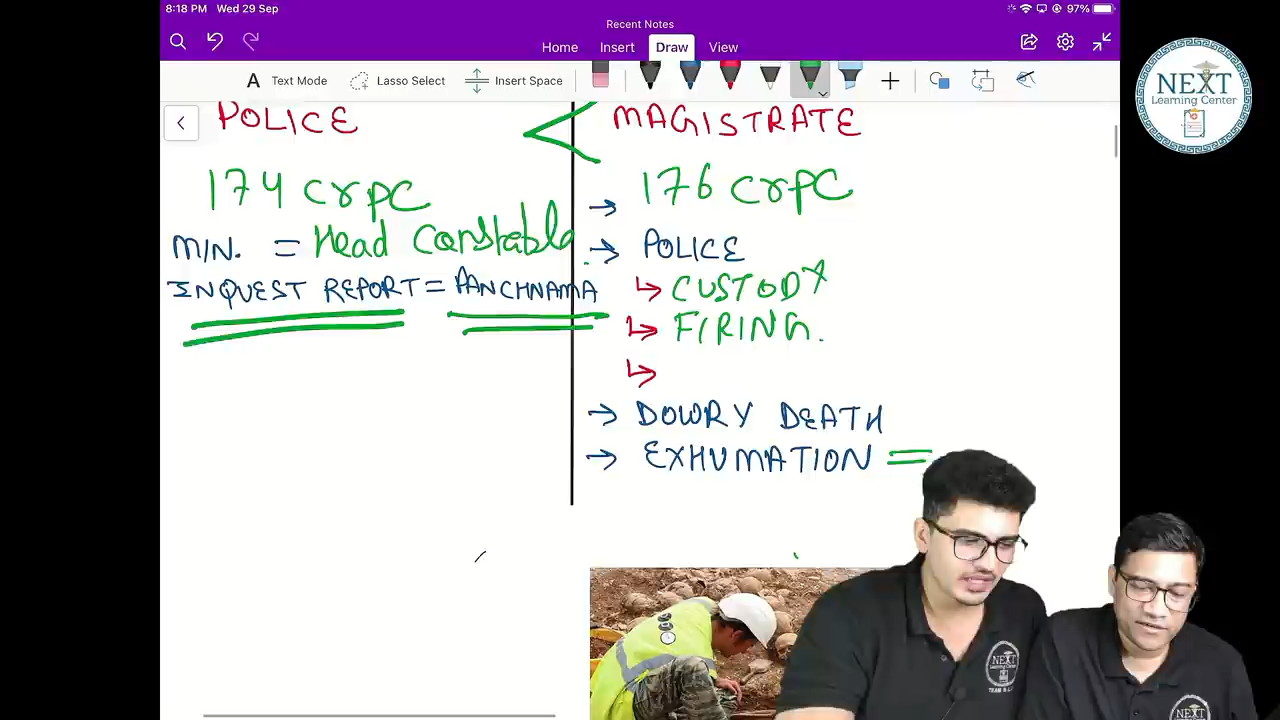 8:18 PM Wed 29 Sep
97%
Recent Notes
Home Insert Draw View
Text Mode
Lasso Select
Insert Space
NEXT
Learning Center
POLICE
174 CrPC
MIN. = Head Constable
INQUEST REPORT = PANCHNAMA
MAGISTRATE
→ 176 CrPC
→ POLICE
↳ CUSTODY
↳ FIRING.
↳
→ DOWRY DEATH
→ EXHUMATION =
NEXT
NEXT